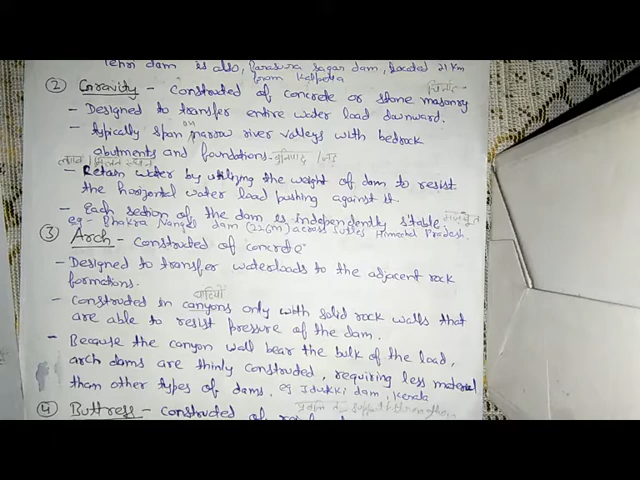 Tehri dam is also, Barasura sagar dam, located 21 Km
from Kalpetta
② Gravity - Constructed of concrete or stone masonry
- Designed to transfer entire water load downward.
- typically span on narrow river valleys with bedrock
abutments and foundations. बुनियाद / जड़
- Retain water by utilizing the weight of dam to resist
the horizontal water load pushing against it.
- Each section of the dam is independently stable मजबूत
eg - Bhakra Nangal dam (226m) across Sutlej Himachal Pradesh.
③ Arch - Constructed of concrete
- Designed to transfer waterloads to the adjacent rock
formations.
घाटियों
- Constructed in canyons only with solid rock walls that
are able to resist pressure of the dam.
- Because the canyon wall bear the bulk of the load,
arch dams are thinly constructed, requiring less material
than other types of dams. eg Idukki dam, Kerala
④ Buttress - constructed of